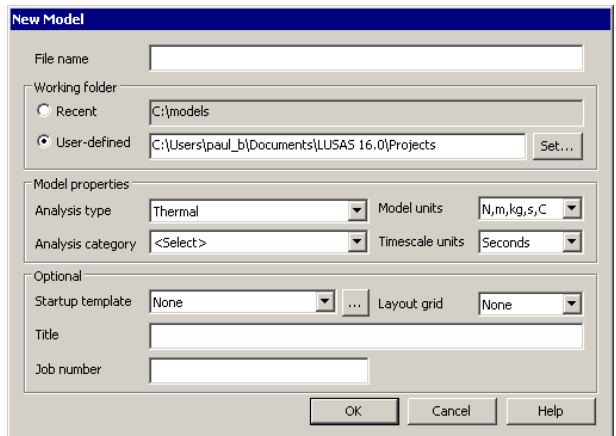 New Model
File name
Working folder
Recent C:\models
User-defined C:\Users\paul_b\Documents\LUSAS 16.0\Projects Set...
Model properties
Analysis type Thermal Model units N,m,kg,s,C
Analysis category <Select> Timescale units Seconds
Optional
Startup template None ... Layout grid None
Title
Job number
OK Cancel Help